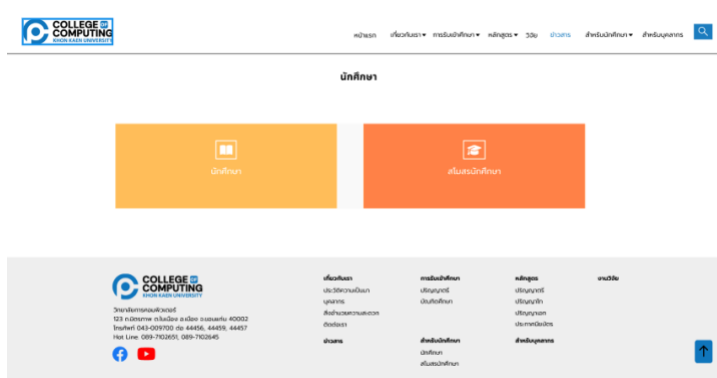 COLLEGE OF
COMPUTING
KHON KAEN UNIVERSITY
หน้าแรก เกี่ยวกับเรา การรับเข้าศึกษา หลักสูตร วิจัย ข่าวสาร สำหรับนักศึกษา สำหรับบุคลากร
นักศึกษา
นักศึกษา
สโมสรนักศึกษา
COLLEGE OF
COMPUTING
KHON KAEN UNIVERSITY
วิทยาลัยการคอมพิวเตอร์
123 ถ.มิตรภาพ ต.ในเมือง อ.เมือง จ.ขอนแก่น 40002
โทรศัพท์ 043-009700 ต่อ 44456, 44459, 44457
Hot Line: 089-7102651, 089-7102645
เกี่ยวกับเรา
ประวัติความเป็นมา
บุคลากร
สิ่งอำนวยความสะดวก
ติดต่อเรา
ข่าวสาร
การรับเข้าศึกษา
ปริญญาตรี
บัณฑิตศึกษา
สำหรับนักศึกษา
นักศึกษา
สโมสรนักศึกษา
หลักสูตร
ปริญญาตรี
ปริญญาโท
ปริญญาเอก
ประกาศนียบัตร
สำหรับบุคลากร
งานวิจัย